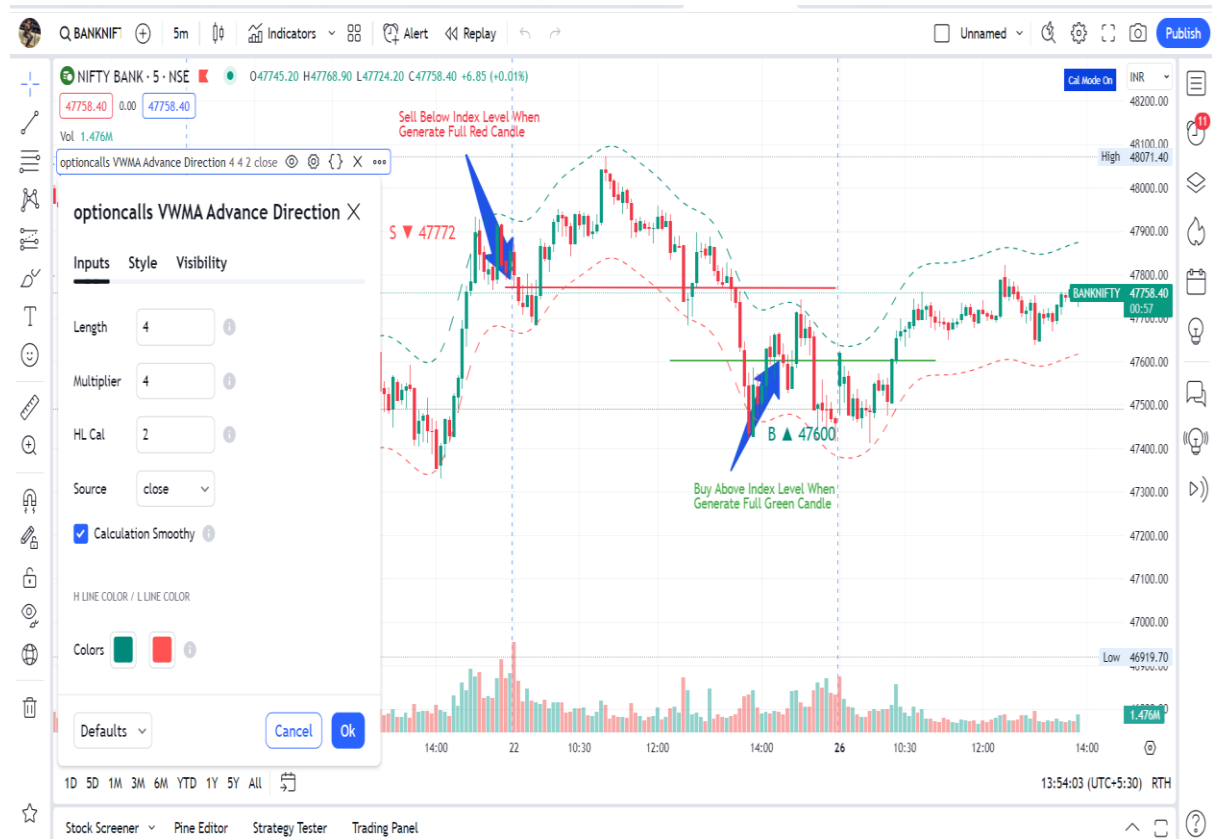 BANKNIFT
5m
Indicators
Alert
Replay
Unnamed
Publish
NIFTY BANK · 5 · NSE
O47745.20 H47768.90 L47724.20 C47758.40 +6.85 (+0.01%)
Cal Mode On
INR
47758.40
0.00
47758.40
Vol 1.476M
optioncalls VWMA Advance Direction 4 4 2 close
optioncalls VWMA Advance Direction
Inputs Style Visibility
Length 4
Multiplier 4
HL Cal 2
Source close
Calculation Smoothy
H LINE COLOR / L LINE COLOR
Colors
Defaults
Cancel
Ok
Sell Below Index Level When
Generate Full Red Candle
S ▼ 47772
B ▲ 47600
Buy Above Index Level When
Generate Full Green Candle
48200.00
48100.00
High 48071.40
48000.00
47900.00
47800.00
BANKNIFTY 47758.40
00:57
47700.00
47600.00
47500.00
47400.00
47300.00
47200.00
47100.00
47000.00
Low 46919.70
46900.00
1.476M
11
14:00 22 10:30 12:00 14:00 26 10:30 12:00 14:00
1D 5D 1M 3M 6M YTD 1Y 5Y All
13:54:03 (UTC+5:30) RTH
Stock Screener Pine Editor Strategy Tester Trading Panel